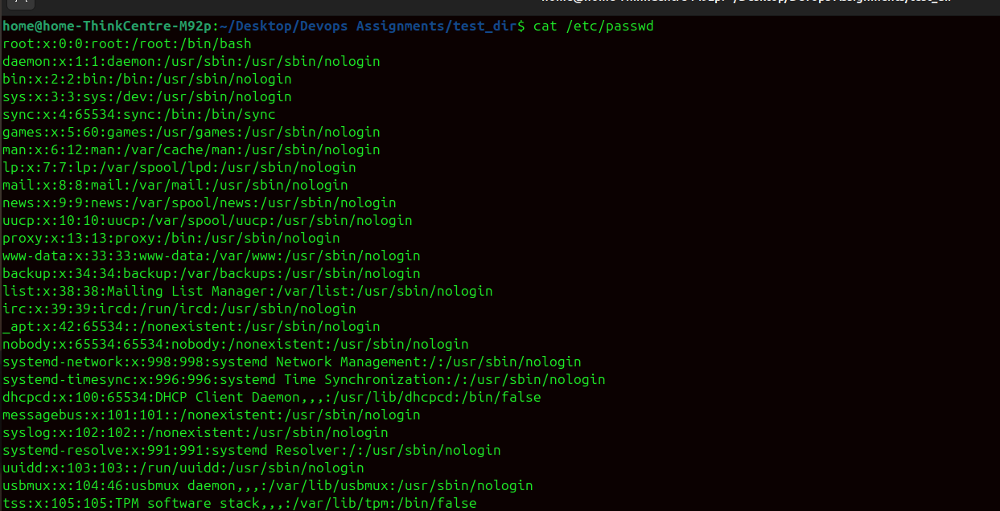 home@home-ThinkCentre-M92p:~/Desktop/Devops Assignments/test_dir$ cat /etc/passwd
root:x:0:0:root:/root:/bin/bash
daemon:x:1:1:daemon:/usr/sbin:/usr/sbin/nologin
bin:x:2:2:bin:/bin:/usr/sbin/nologin
sys:x:3:3:sys:/dev:/usr/sbin/nologin
sync:x:4:65534:sync:/bin:/bin/sync
games:x:5:60:games:/usr/games:/usr/sbin/nologin
man:x:6:12:man:/var/cache/man:/usr/sbin/nologin
lp:x:7:7:lp:/var/spool/lpd:/usr/sbin/nologin
mail:x:8:8:mail:/var/mail:/usr/sbin/nologin
news:x:9:9:news:/var/spool/news:/usr/sbin/nologin
uucp:x:10:10:uucp:/var/spool/uucp:/usr/sbin/nologin
proxy:x:13:13:proxy:/bin:/usr/sbin/nologin
www-data:x:33:33:www-data:/var/www:/usr/sbin/nologin
backup:x:34:34:backup:/var/backups:/usr/sbin/nologin
list:x:38:38:Mailing List Manager:/var/list:/usr/sbin/nologin
irc:x:39:39:ircd:/run/ircd:/usr/sbin/nologin
_apt:x:42:65534::/nonexistent:/usr/sbin/nologin
nobody:x:65534:65534:nobody:/nonexistent:/usr/sbin/nologin
systemd-network:x:998:998:systemd Network Management:/:/usr/sbin/nologin
systemd-timesync:x:996:996:systemd Time Synchronization:/:/usr/sbin/nologin
dhcpcd:x:100:65534:DHCP Client Daemon,,,:/usr/lib/dhcpcd:/bin/false
messagebus:x:101:101::/nonexistent:/usr/sbin/nologin
syslog:x:102:102::/nonexistent:/usr/sbin/nologin
systemd-resolve:x:991:991:systemd Resolver:/:/usr/sbin/nologin
uuidd:x:103:103::/run/uuidd:/usr/sbin/nologin
usbmux:x:104:46:usbmux daemon,,,:/var/lib/usbmux:/usr/sbin/nologin
tss:x:105:105:TPM software stack,,,:/var/lib/tpm:/bin/false